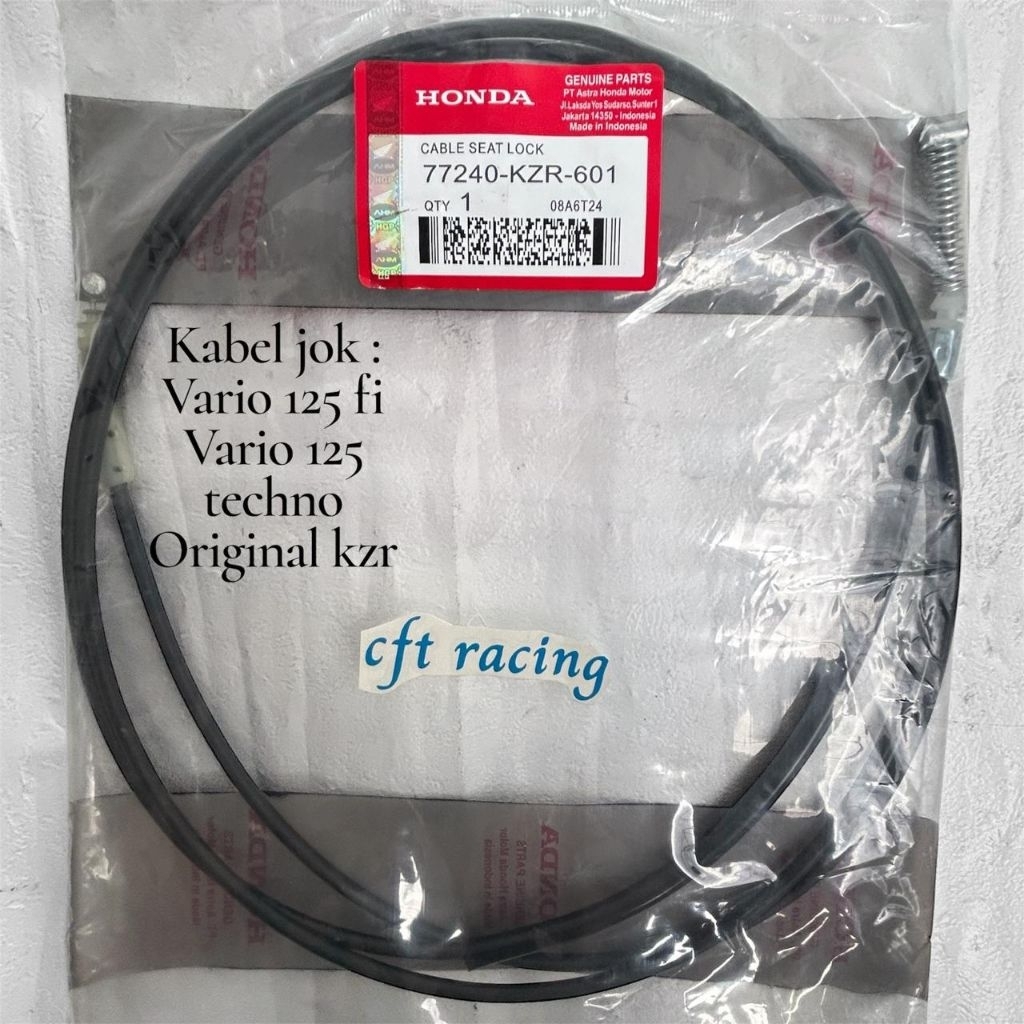 HONDA
GENUINE PARTS
PT Astra Honda Motor
Jl.Laksda Yos Sudarso, Sunter 1
Jakarta 14350 - Indonesia
Made in Indonesia
CABLE SEAT LOCK
77240-KZR-601
QTY 1 08A6T24
Kabel jok :
Vario 125 fi
Vario 125
techno
Original kzr
cft racing